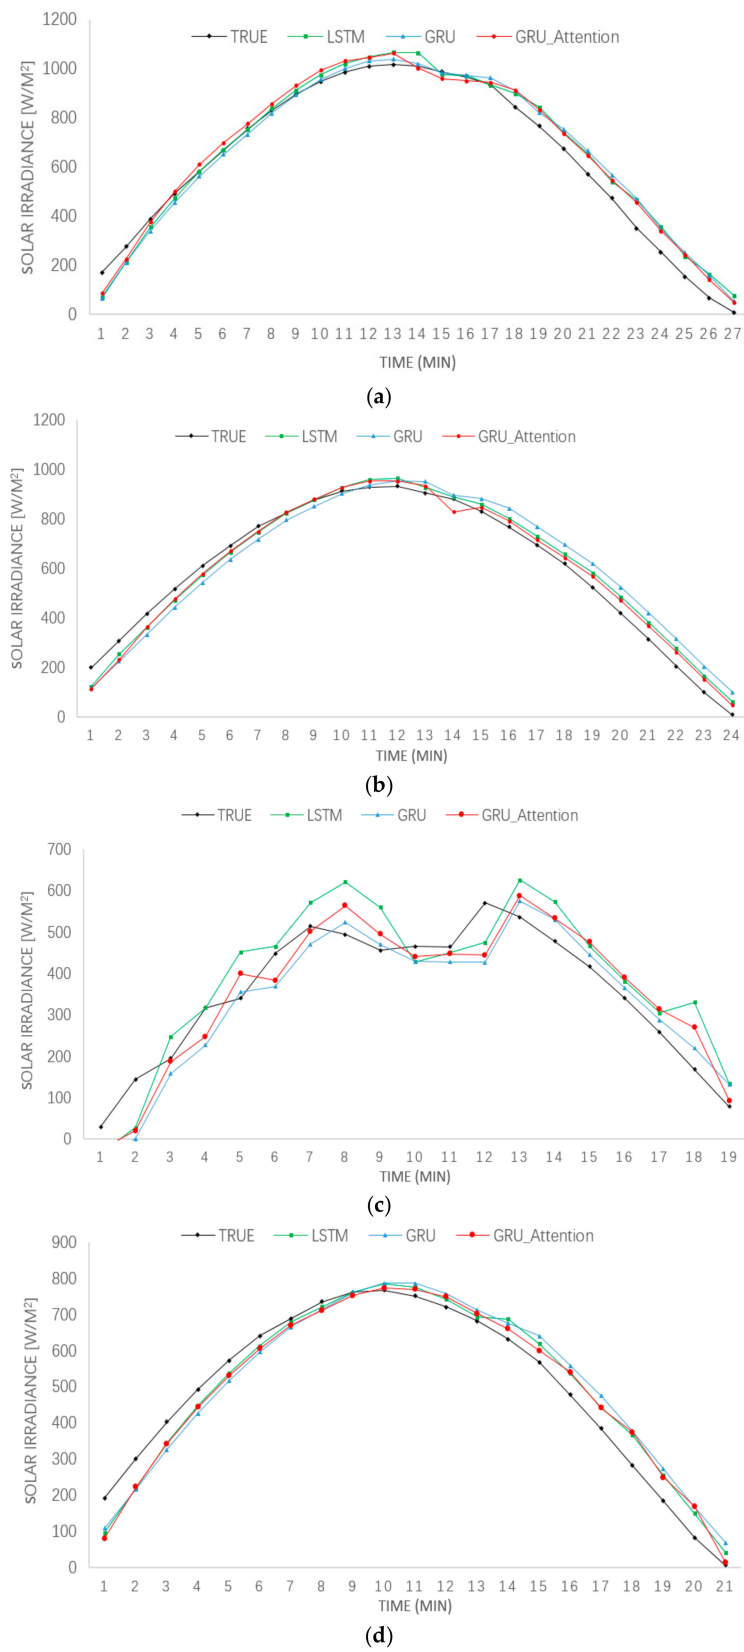 TRUE LSTM GRU GRU_Attention
SOLAR IRRADIANCE [W/M²]
1200
1000
800
600
400
200
0
1 2 3 4 5 6 7 8 9 10 11 12 13 14 15 16 17 18 19 20 21 22 23 24 25 26 27
TIME (MIN)
(a)
TRUE LSTM GRU GRU_Attention
SOLAR IRRADIANCE [W/M²]
1200
1000
800
600
400
200
0
1 2 3 4 5 6 7 8 9 10 11 12 13 14 15 16 17 18 19 20 21 22 23 24
TIME (MIN)
(b)
TRUE LSTM GRU GRU_Attention
SOLAR IRRADIANCE [W/M²]
700
600
500
400
300
200
100
0
1 2 3 4 5 6 7 8 9 10 11 12 13 14 15 16 17 18 19
TIME (MIN)
(c)
TRUE LSTM GRU GRU_Attention
SOLAR IRRADIANCE [W/M²]
900
800
700
600
500
400
300
200
100
0
1 2 3 4 5 6 7 8 9 10 11 12 13 14 15 16 17 18 19 20 21
TIME (MIN)
(d)